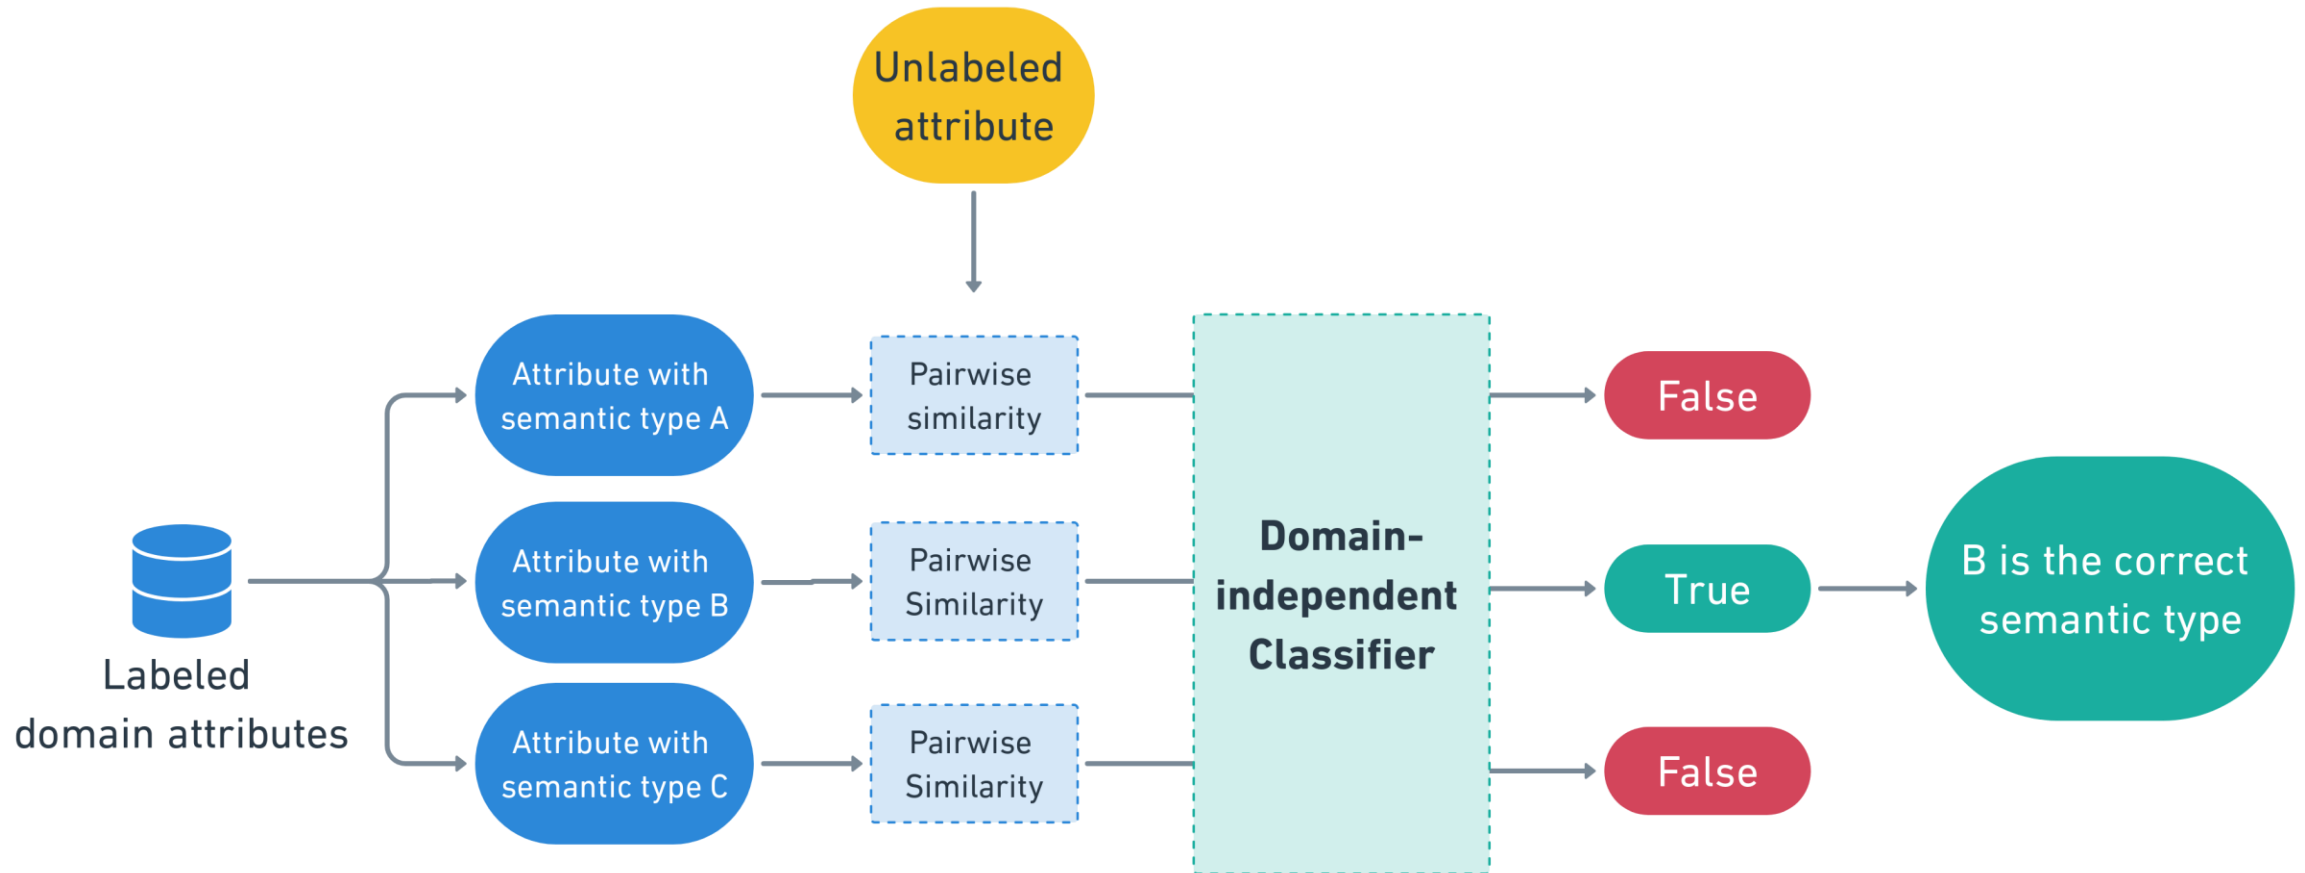 Unlabeled
attribute
Attribute with
semantic type A
Pairwise
similarity
False
Labeled
domain attributes
Attribute with
semantic type B
Pairwise
Similarity
Domain-
independent
Classifier
True
B is the correct
semantic type
Attribute with
semantic type C
Pairwise
Similarity
False